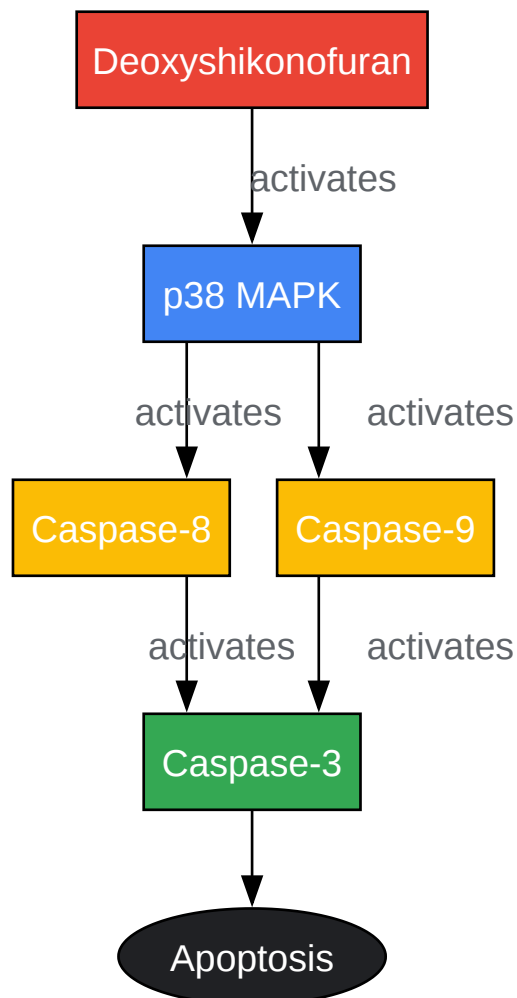 Deoxyshikonofuran
activates
p38 MAPK
activates
activates
Caspase-8
Caspase-9
activates
activates
Caspase-3
Apoptosis